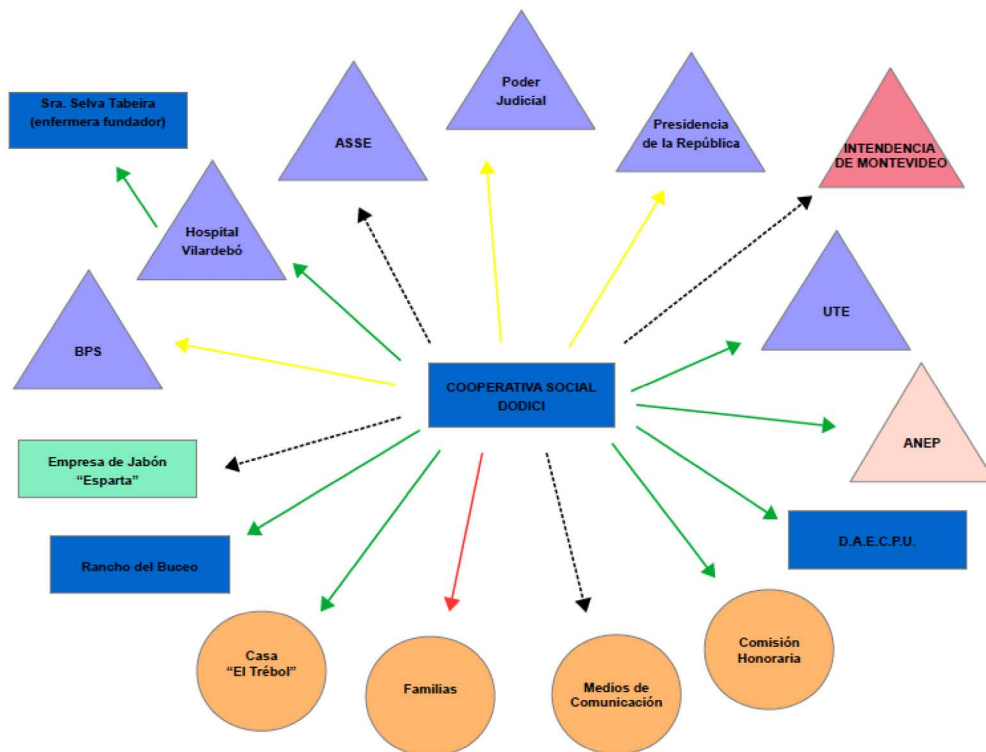 Poder
Judicial
Sra. Selva Tabeira
(enfermera fundador)
Presidencia
de la República
ASSE
INTENDENCIA
DE MONTEVIDEO
Hospital
Vilardebó
UTE
BPS
COOPERATIVA SOCIAL
DODICI
ANEP
Empresa de Jabón
“Esparta”
D.A.E.C.P.U.
Rancho del Buceo
Casa
“El Trébol”
Familias
Medios de
Comunicación
Comisión
Honoraria